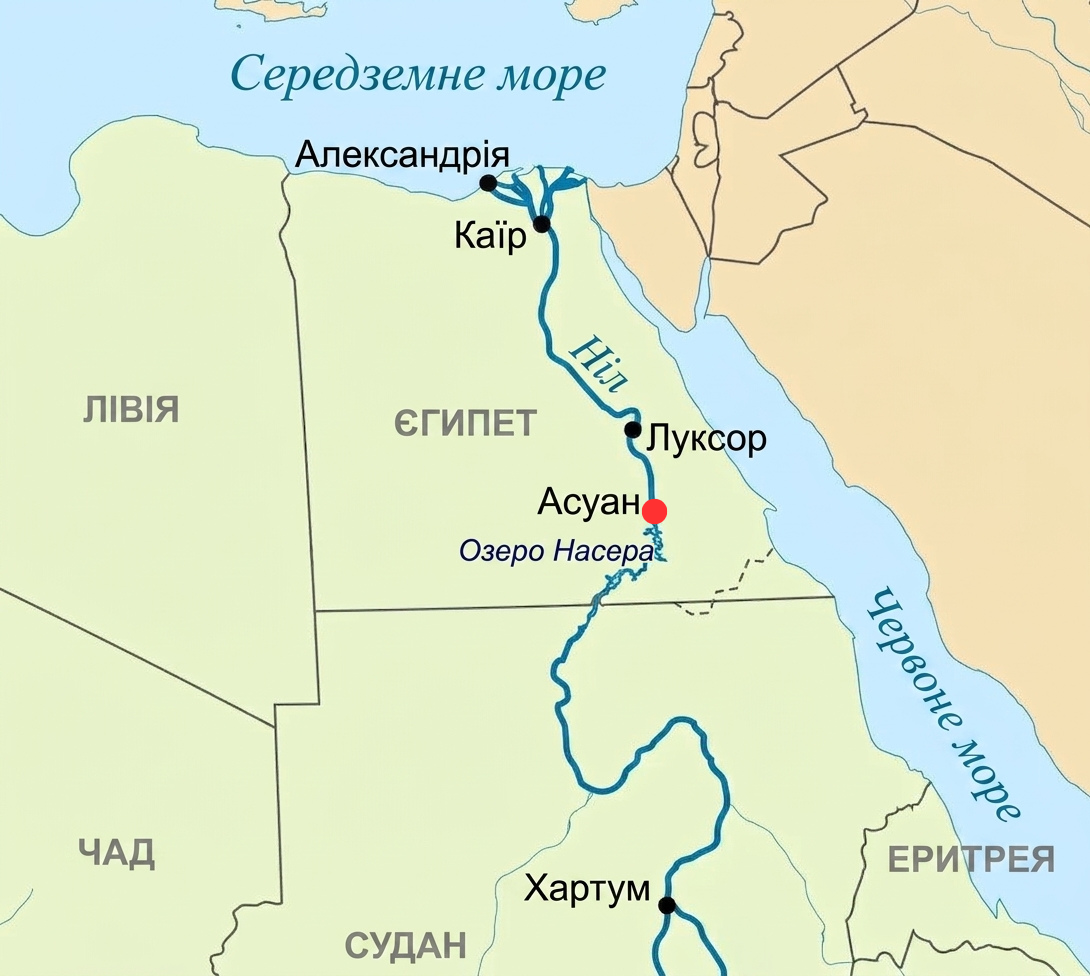 Середземне море
Александрія
Каїр
Ніл
ЛІВІЯ
ЄГИПЕТ
Луксор
Асуан
Озеро Насера
Червоне море
ЧАД
ЕРИТРЕЯ
Хартум
СУДАН